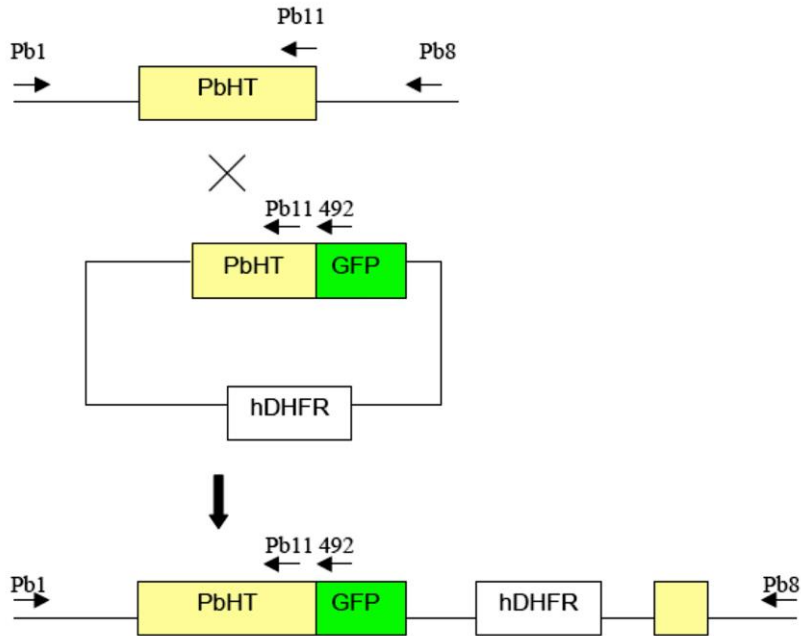 Pb11
Pb1 Pb8
PbHT
Pb11 492
PbHT GFP
hDHFR
Pb11 492
Pb1 Pb8
PbHT GFP hDHFR